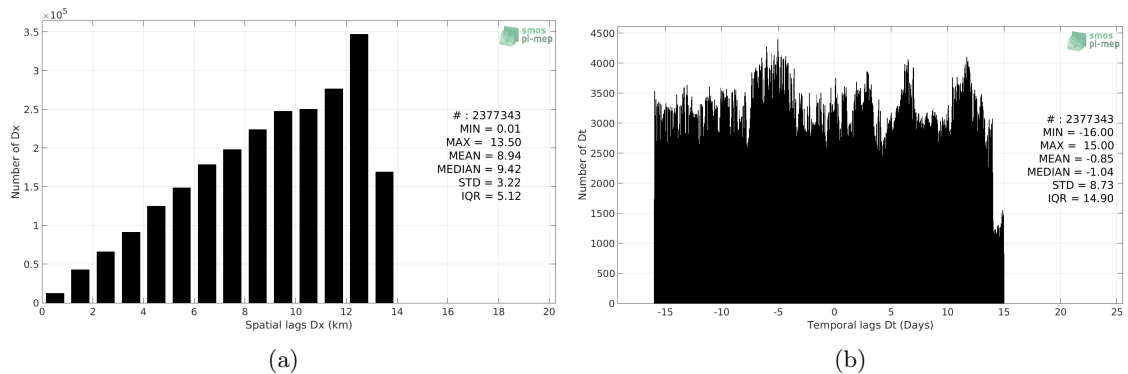 ×10⁵
3.5
3
2.5
2
1.5
1
0.5
0
0 2 4 6 8 10 12 14 16 18 20
Number of Dx
Spatial lags Dx (km)
smos
pi-mep
# : 2377343
MIN = 0.01
MAX = 13.50
MEAN = 8.94
MEDIAN = 9.42
STD = 3.22
IQR = 5.12
(a)
4500
4000
3500
3000
2500
2000
1500
1000
500
0
-15 -10 -5 0 5 10 15 20 25
Number of Dt
Temporal lags Dt (Days)
smos
pi-mep
# : 2377343
MIN = -16.00
MAX = 15.00
MEAN = -0.85
MEDIAN = -1.04
STD = 8.73
IQR = 14.90
(b)